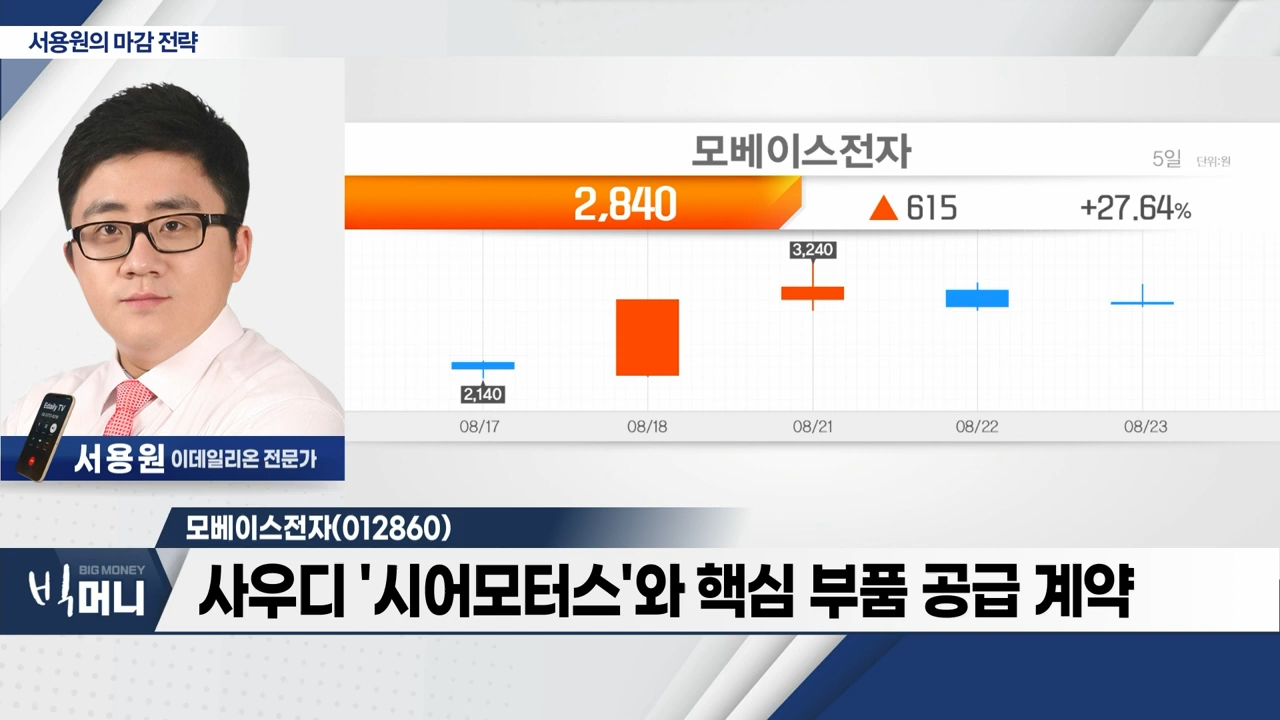 서용원의 마감 전략
모베이스전자
5일 단위:원
2,840 ▲ 615 +27.64%
3,240
2,140
08/17 08/18 08/21 08/22 08/23
Edaily TV
서용원 이데일리온 전문가
모베이스전자(012860)
BIG MONEY
빅머니
사우디 '시어모터스'와 핵심 부품 공급 계약